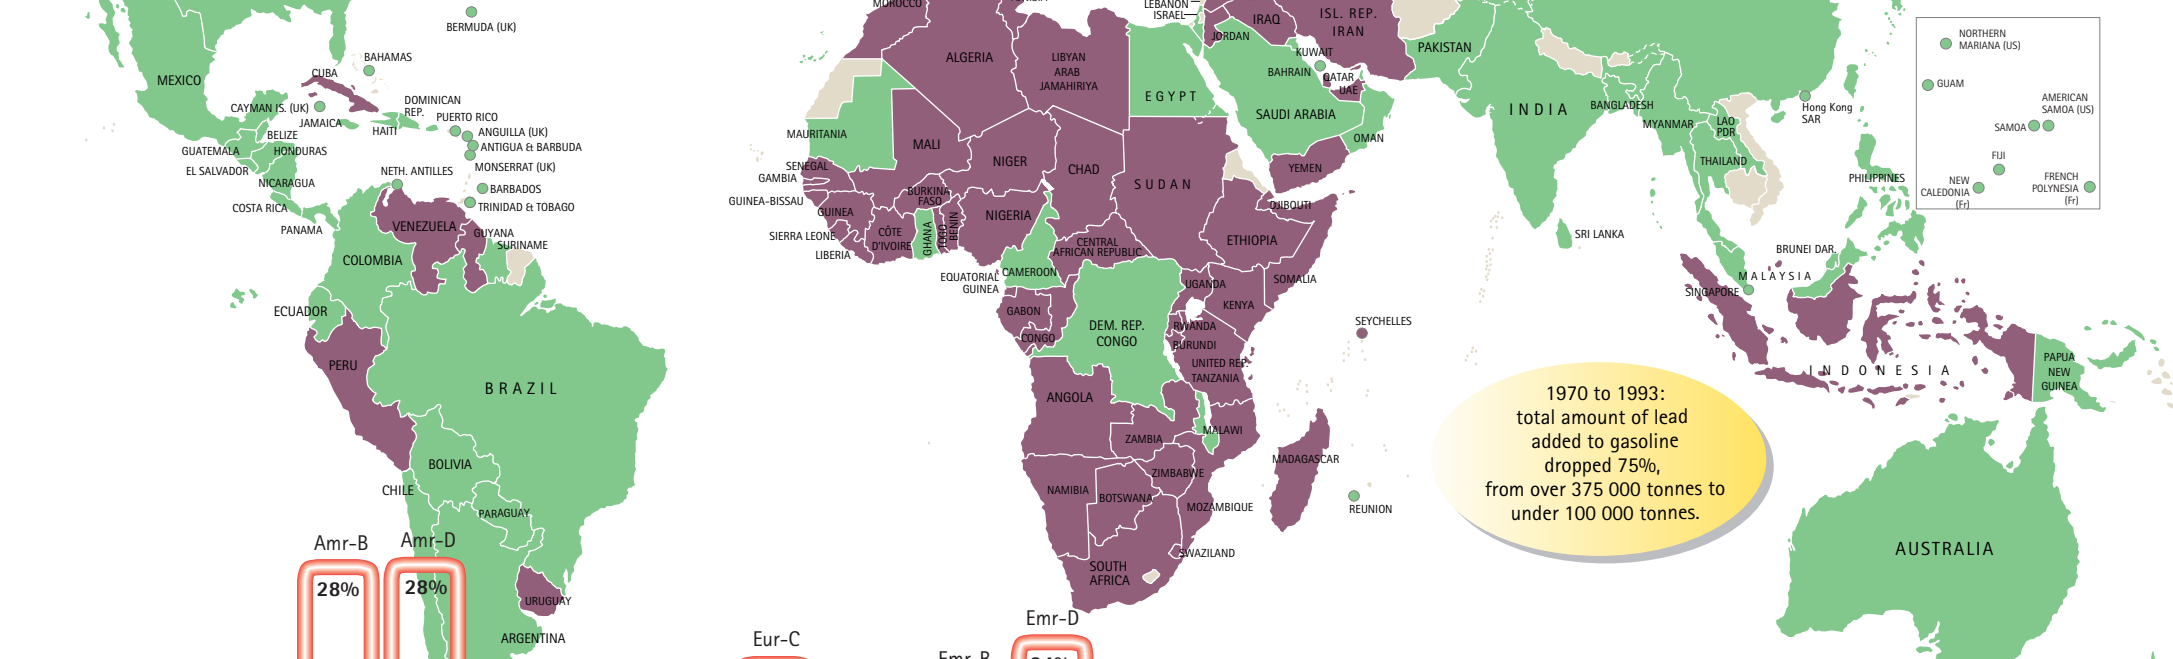 BERMUDA (UK)
MEXICO
BAHAMAS
CUBA
CAYMAN IS. (UK)
DOMINICAN
REP.
JAMAICA
HAITI
PUERTO RICO
ANGUILLA (UK)
ANTIGUA & BARBUDA
BELIZE
GUATEMALA
HONDURAS
MONSERRAT (UK)
EL SALVADOR
NETH. ANTILLES
NICARAGUA
BARBADOS
COSTA RICA
TRINIDAD & TOBAGO
PANAMA
VENEZUELA
GUYANA
SURINAME
COLOMBIA
ECUADOR
PERU
BRAZIL
BOLIVIA
CHILE
PARAGUAY
URUGUAY
ARGENTINA
Amr-B
28%
Amr-D
28%
MOROCCO
ALGERIA
LIBYAN
ARAB
JAMAHIRIYA
EGYPT
LEBANON
ISRAEL
JORDAN
IRAQ
ISL. REP.
IRAN
KUWAIT
BAHRAIN
QATAR
UAE
SAUDI ARABIA
OMAN
YEMEN
MAURITANIA
MALI
NIGER
CHAD
SUDAN
SENEGAL
GAMBIA
GUINEA-BISSAU
GUINEA
SIERRA LEONE
LIBERIA
BURKINA
FASO
CÔTE
D'IVOIRE
GHANA
TOGO
BENIN
NIGERIA
DJIBOUTI
ETHIOPIA
CENTRAL
AFRICAN REPUBLIC
CAMEROON
EQUATORIAL
GUINEA
SOMALIA
UGANDA
KENYA
GABON
CONGO
DEM. REP.
CONGO
RWANDA
BURUNDI
UNITED REP.
TANZANIA
SEYCHELLES
ANGOLA
ZAMBIA
MALAWI
MADAGASCAR
ZIMBABWE
NAMIBIA
BOTSWANA
MOZAMBIQUE
REUNION
SWAZILAND
SOUTH
AFRICA
Emr-D
Eur-C
PAKISTAN
INDIA
BANGLADESH
MYANMAR
LAO
PDR
THAILAND
Hong Kong
SAR
SRI LANKA
PHILIPPINES
BRUNEI DAR.
MALAYSIA
SINGAPORE
INDONESIA
PAPUA
NEW
GUINEA
AUSTRALIA
NORTHERN
MARIANA (US)
GUAM
AMERICAN
SAMOA (US)
SAMOA
FIJI
NEW
CALEDONIA
(Fr)
FRENCH
POLYNESIA
(Fr)
1970 to 1993:
total amount of lead
added to gasoline
dropped 75%,
from over 375 000 tonnes to
under 100 000 tonnes.